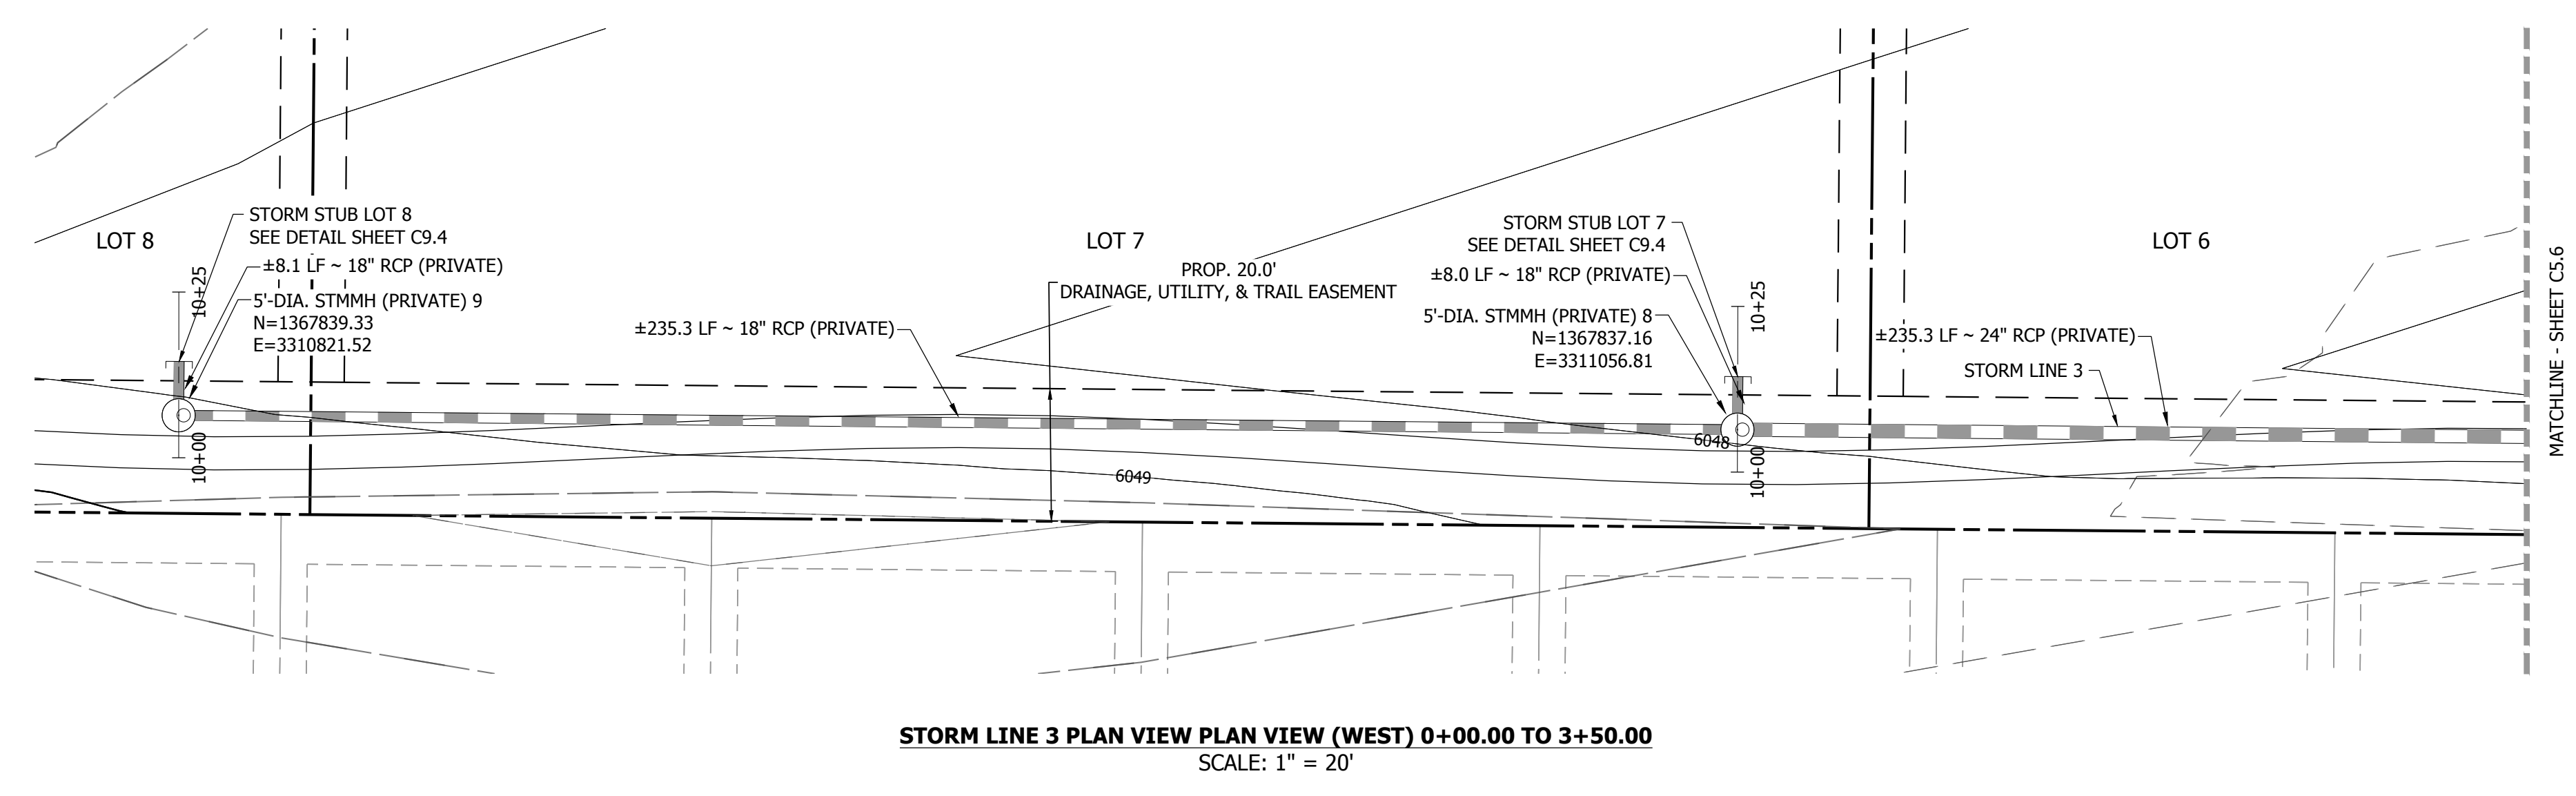 STORM STUB LOT 8
SEE DETAIL SHEET C9.4
LOT 8
±8.1 LF ~ 18" RCP (PRIVATE)
10+25
5'-DIA. STMMH (PRIVATE) 9
N=1367839.33
E=3310821.52
10+00
±235.3 LF ~ 18" RCP (PRIVATE)
LOT 7
PROP. 20.0'
DRAINAGE, UTILITY, & TRAIL EASEMENT
6049
STORM STUB LOT 7
SEE DETAIL SHEET C9.4
±8.0 LF ~ 18" RCP (PRIVATE)
10+25
5'-DIA. STMMH (PRIVATE) 8
N=1367837.16
E=3311056.81
6048
10+00
LOT 6
±235.3 LF ~ 24" RCP (PRIVATE)
STORM LINE 3
MATCHLINE - SHEET C5.6
STORM LINE 3 PLAN VIEW PLAN VIEW (WEST) 0+00.00 TO 3+50.00
SCALE: 1" = 20'